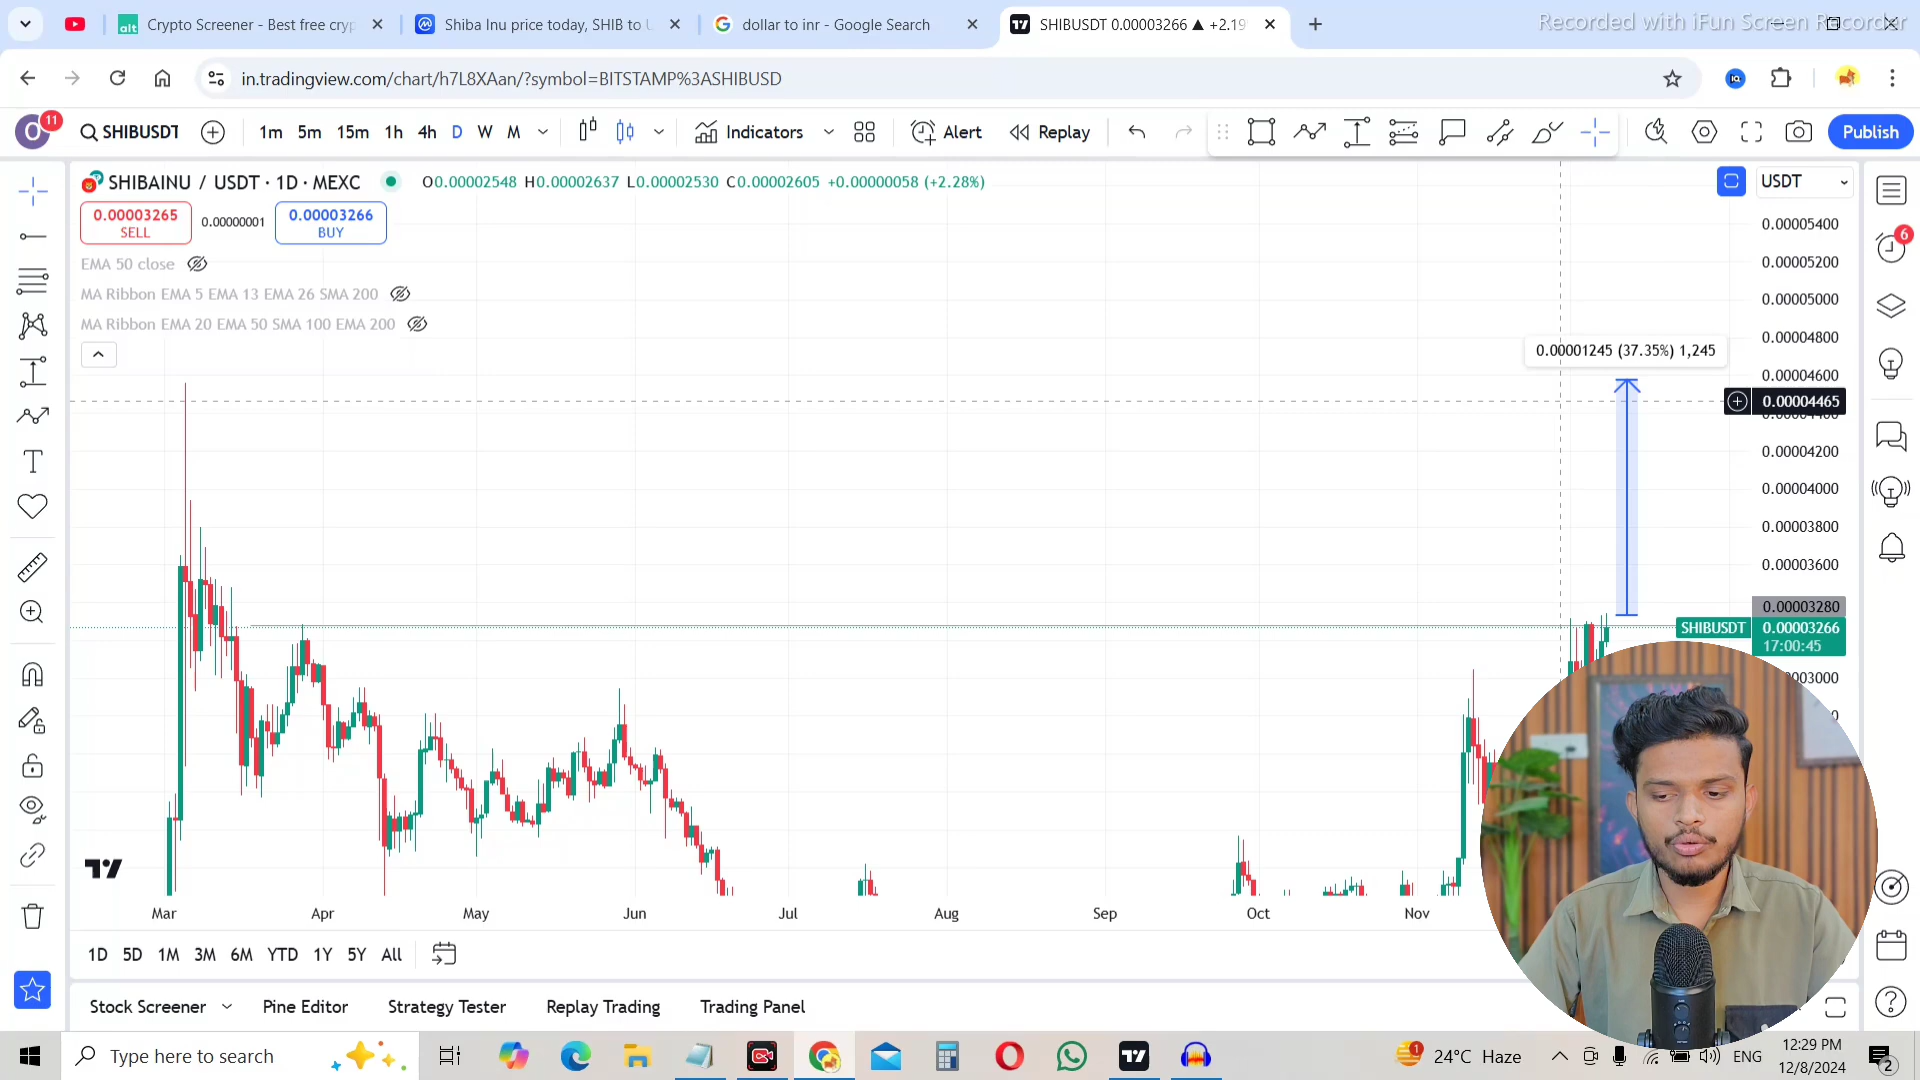 Crypto Screener - Best free cryp
Shiba Inu price today, SHIB to U
dollar to inr - Google Search
SHIBUSDT 0.00003266 ▲ +2.19
Recorded with iFun Screen Recorder
in.tradingview.com/chart/h7L8XAan/?symbol=BITSTAMP%3ASHIBUSD
11
SHIBUSDT
1m 5m 15m 1h 4h D W M
Indicators
Alert
Replay
Publish
SHIBAINU / USDT · 1D · MEXC
O0.00002548 H0.00002637 L0.00002530 C0.00002605 +0.00000058 (+2.28%)
USDT
0.00003265
SELL
0.00000001
0.00003266
BUY
EMA 50 close
MA Ribbon EMA 5 EMA 13 EMA 26 SMA 200
MA Ribbon EMA 20 EMA 50 SMA 100 EMA 200
0.00005400
0.00005200
0.00005000
0.00004800
0.00001245 (37.35%) 1,245
0.00004600
0.00004465
0.00004200
0.00004000
0.00003800
0.00003600
0.00003280
SHIBUSDT
0.00003266
17:00:45
6
Mar Apr May Jun Jul Aug Sep Oct Nov
1D 5D 1M 3M 6M YTD 1Y 5Y All
Stock Screener
Pine Editor
Strategy Tester
Replay Trading
Trading Panel
Type here to search
24°C Haze
ENG
12:29 PM
12/8/2024
2